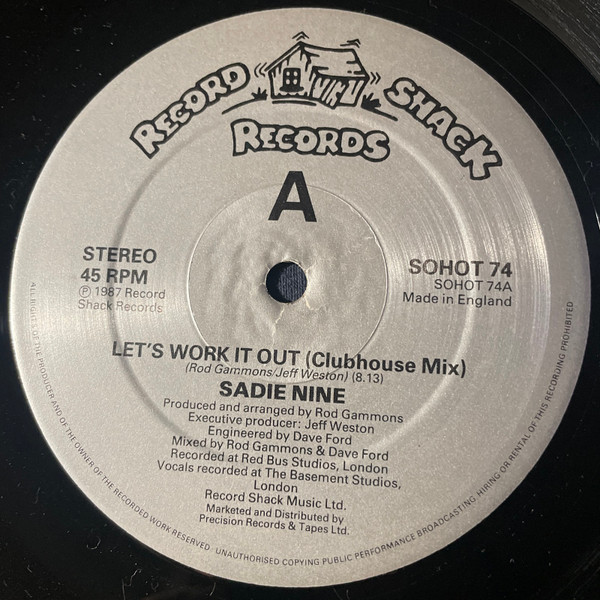 RECORD SHACK
RECORDS
A
STEREO
45 RPM
℗ 1987 Record
Shack Records
SOHOT 74
SOHOT 74A
Made in England
LET'S WORK IT OUT (Clubhouse Mix)
(Rod Gammons/Jeff Weston) (8.13)
SADIE NINE
Produced and arranged by Rod Gammons
Executive producer: Jeff Weston
Engineered by Dave Ford
Mixed by Rod Gammons & Dave Ford
Recorded at Red Bus Studios, London
Vocals recorded at The Basement Studios,
London
Record Shack Music Ltd.
Marketed and Distributed by
Precision Records & Tapes Ltd.
ALL RIGHTS OF THE PRODUCER AND OF THE OWNER OF THE RECORDED WORK RESERVED · UNAUTHORISED COPYING PUBLIC PERFORMANCE BROADCASTING HIRING OR RENTAL OF THIS RECORDING PROHIBITED